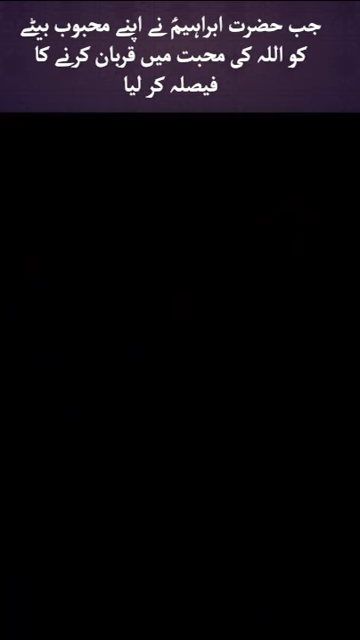 جب حضرت ابراہیمؑ نے اپنے محبوب بیٹے
کو اللہ کی محبت میں قربان کرنے کا
فیصلہ کر لیا